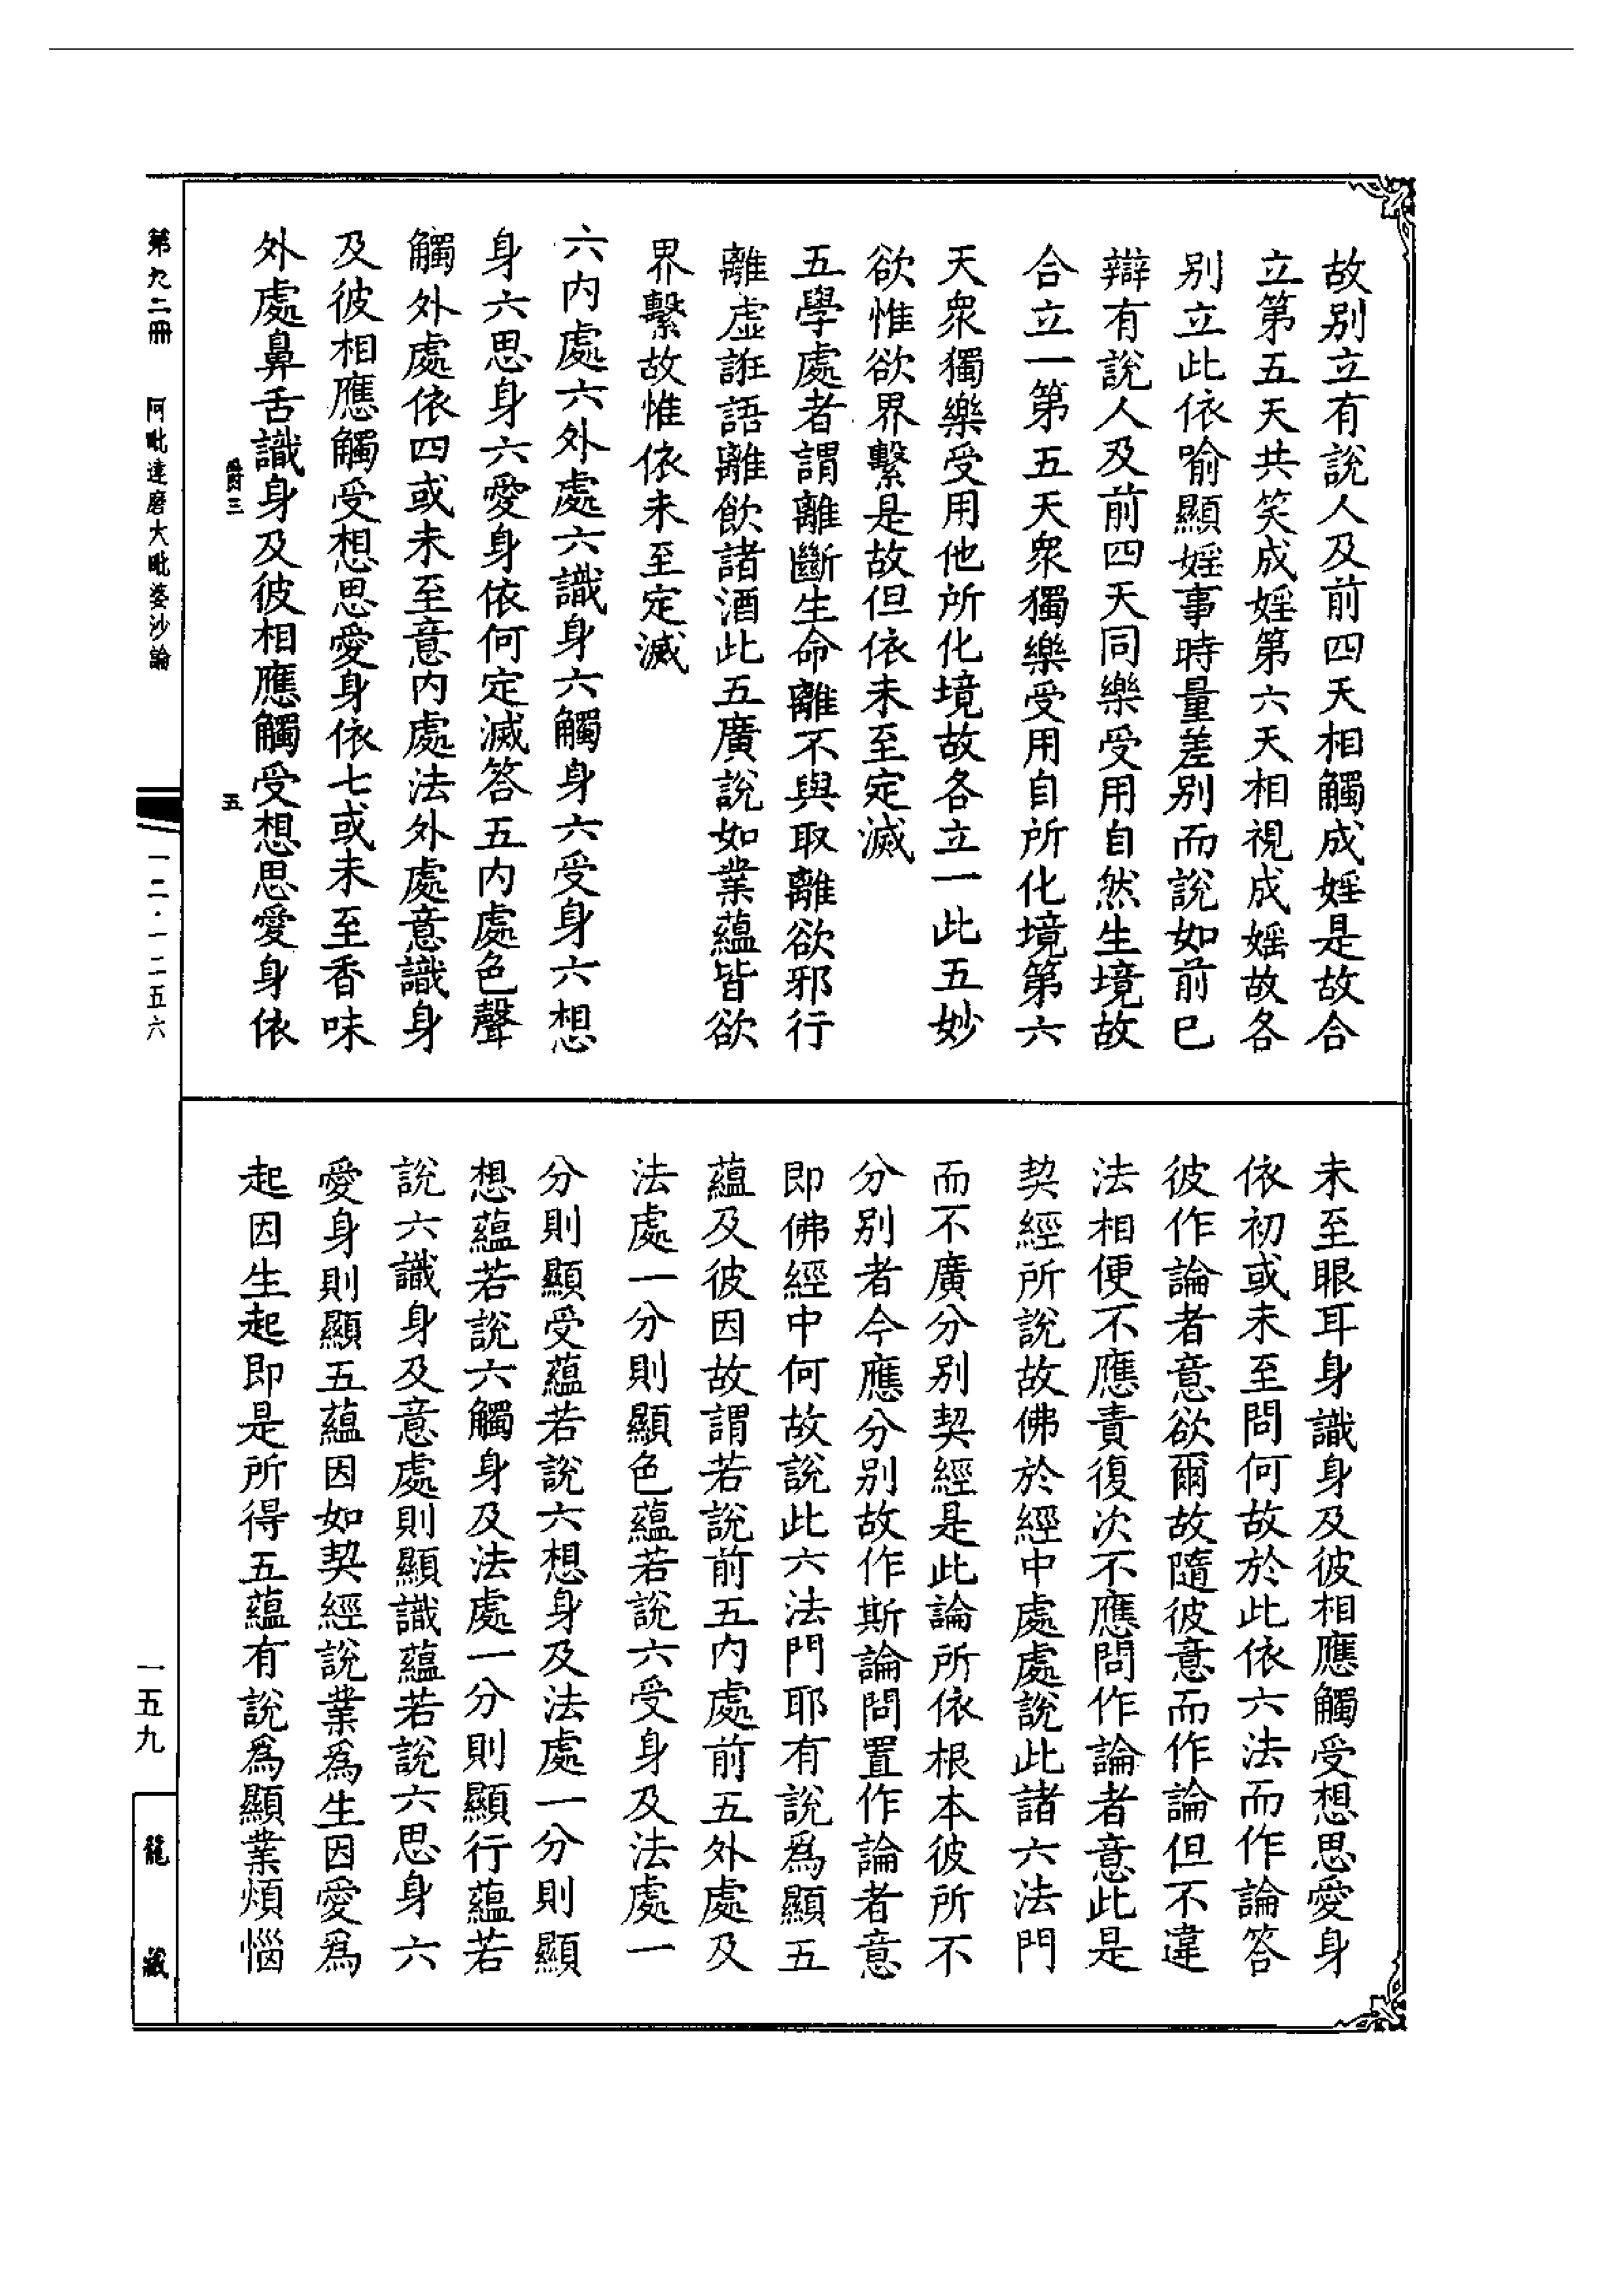 故别立有說人及前四天相觸成婬是故合
立第五天共笑成婬第六天相視成婬故各
别立此依喻顯婬事時量差别而說如前已
辯有說人及前四天同樂受用自然生境故
合立一第五天衆獨樂受用自所化境第六
天衆獨樂受用他所化境故各立一此五妙
欲惟欲界繫是故但依未至定滅
五學處者謂離斷生命離不與取離欲邪行
離虛誑語離飲諸酒此五廣說如業蘊皆欲
界繫故惟依未至定滅
六内處六外處六識身六觸身六受身六想
身六思身六愛身依何定滅答五内處色聲
觸外處依四或未至意内處法外處意識身
及彼相應觸受想思愛身依七或未至香味
外處鼻舌識身及彼相應觸受想思愛身依
爵三
五
未至眼耳身識身及彼相應觸受想思愛身
依初或未至問何故於此依六法而作論答
彼作論者意欲爾故隨彼意而作論但不違
法相便不應責復次不應問作論者意此是
契經所說故佛於經中處處說此諸六法門
而不廣分别契經是此論所依根本彼所不
分别者今應分别故作斯論問置作論者意
即佛經中何故說此六法門耶有說爲顯五
蘊及彼因故謂若說前五内處前五外處及
法處一分則顯色蘊若說六受身及法處一
分則顯受蘊若說六想身及法處一分則顯
想蘊若說六觸身及法處一分則顯行蘊若
說六識身及意處則顯識蘊若說六思身六
愛身則顯五蘊因如契經說業爲生因愛爲
起因生起即是所得五蘊有說爲顯業煩惱
第九二冊
阿毗達磨大毗婆沙論
一二·一二五六
一五九
龍藏